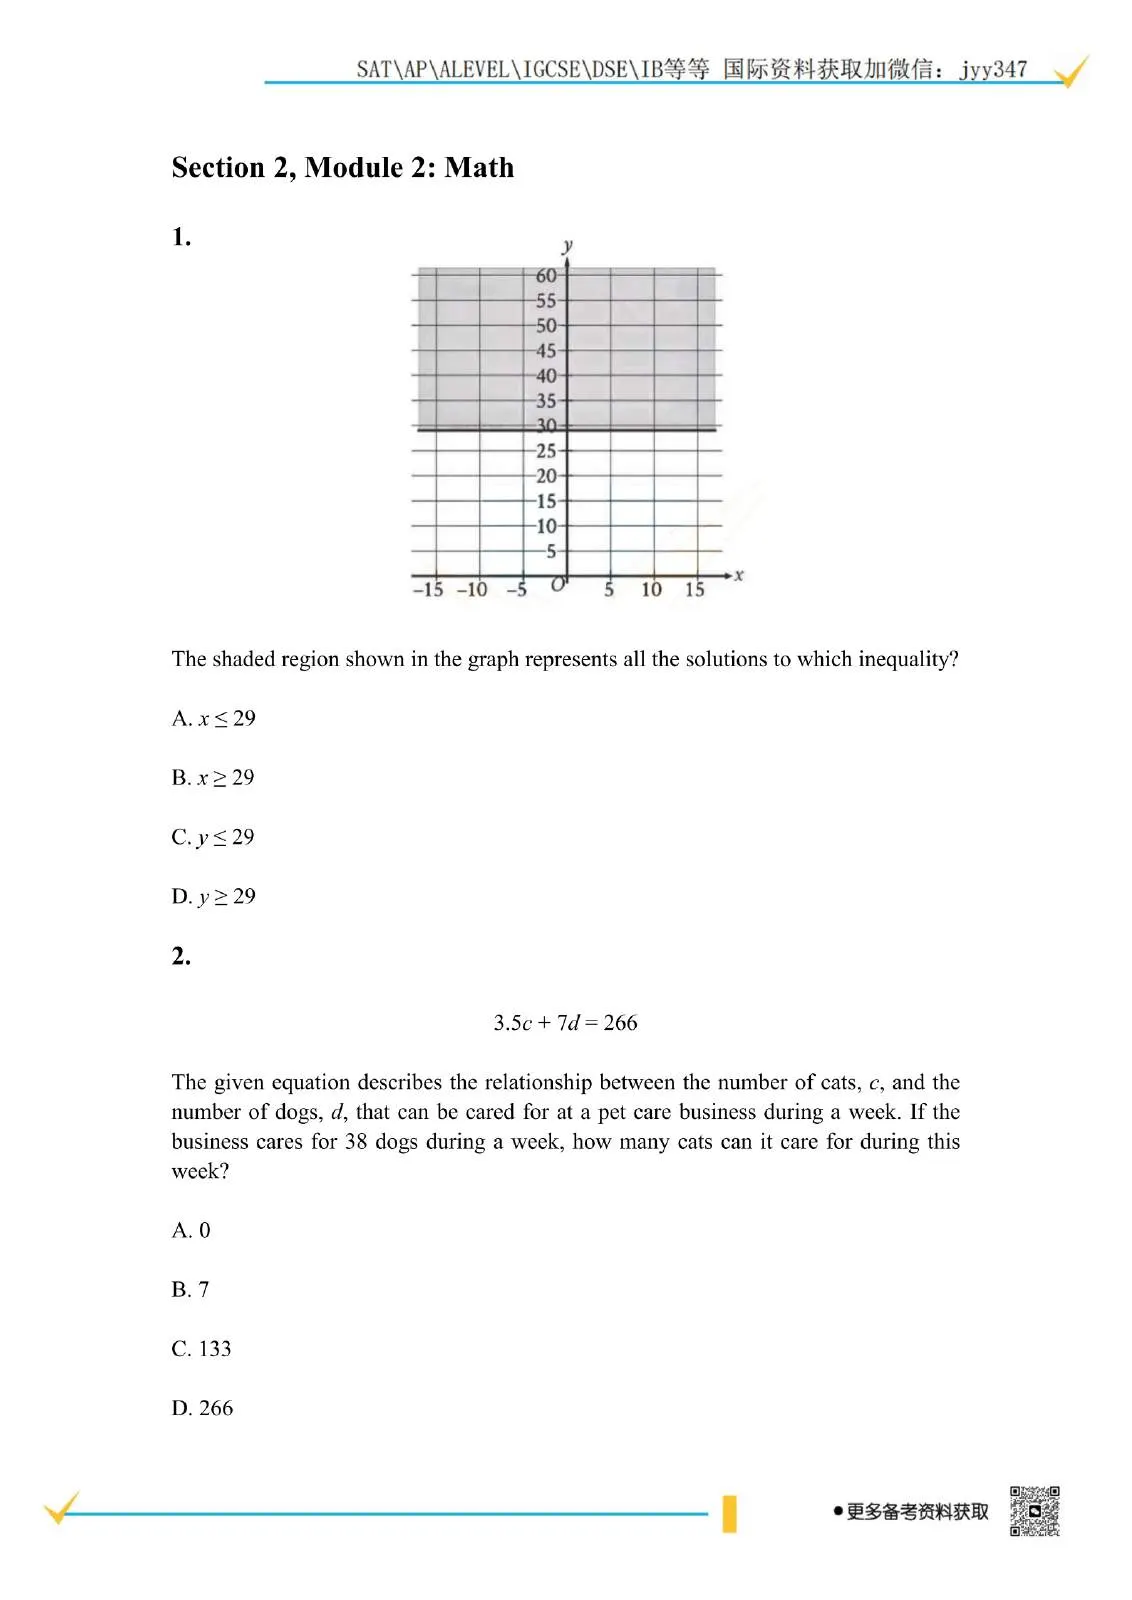 SAT\AP\ALEVEL\IGCSE\DSE\IB等等 国际资料获取加微信：jyy347
Section 2, Module 2: Math
1.
y
60
55
50
45
40
35
30
25
20
15
10
5
x
-15 -10 -5 O 5 10 15
The shaded region shown in the graph represents all the solutions to which inequality?
A. x ≤ 29
B. x ≥ 29
C. y ≤ 29
D. y ≥ 29
2.
3.5c + 7d = 266
The given equation describes the relationship between the number of cats, c, and the
number of dogs, d, that can be cared for at a pet care business during a week. If the
business cares for 38 dogs during a week, how many cats can it care for during this
week?
A. 0
B. 7
C. 133
D. 266
●更多备考资料获取